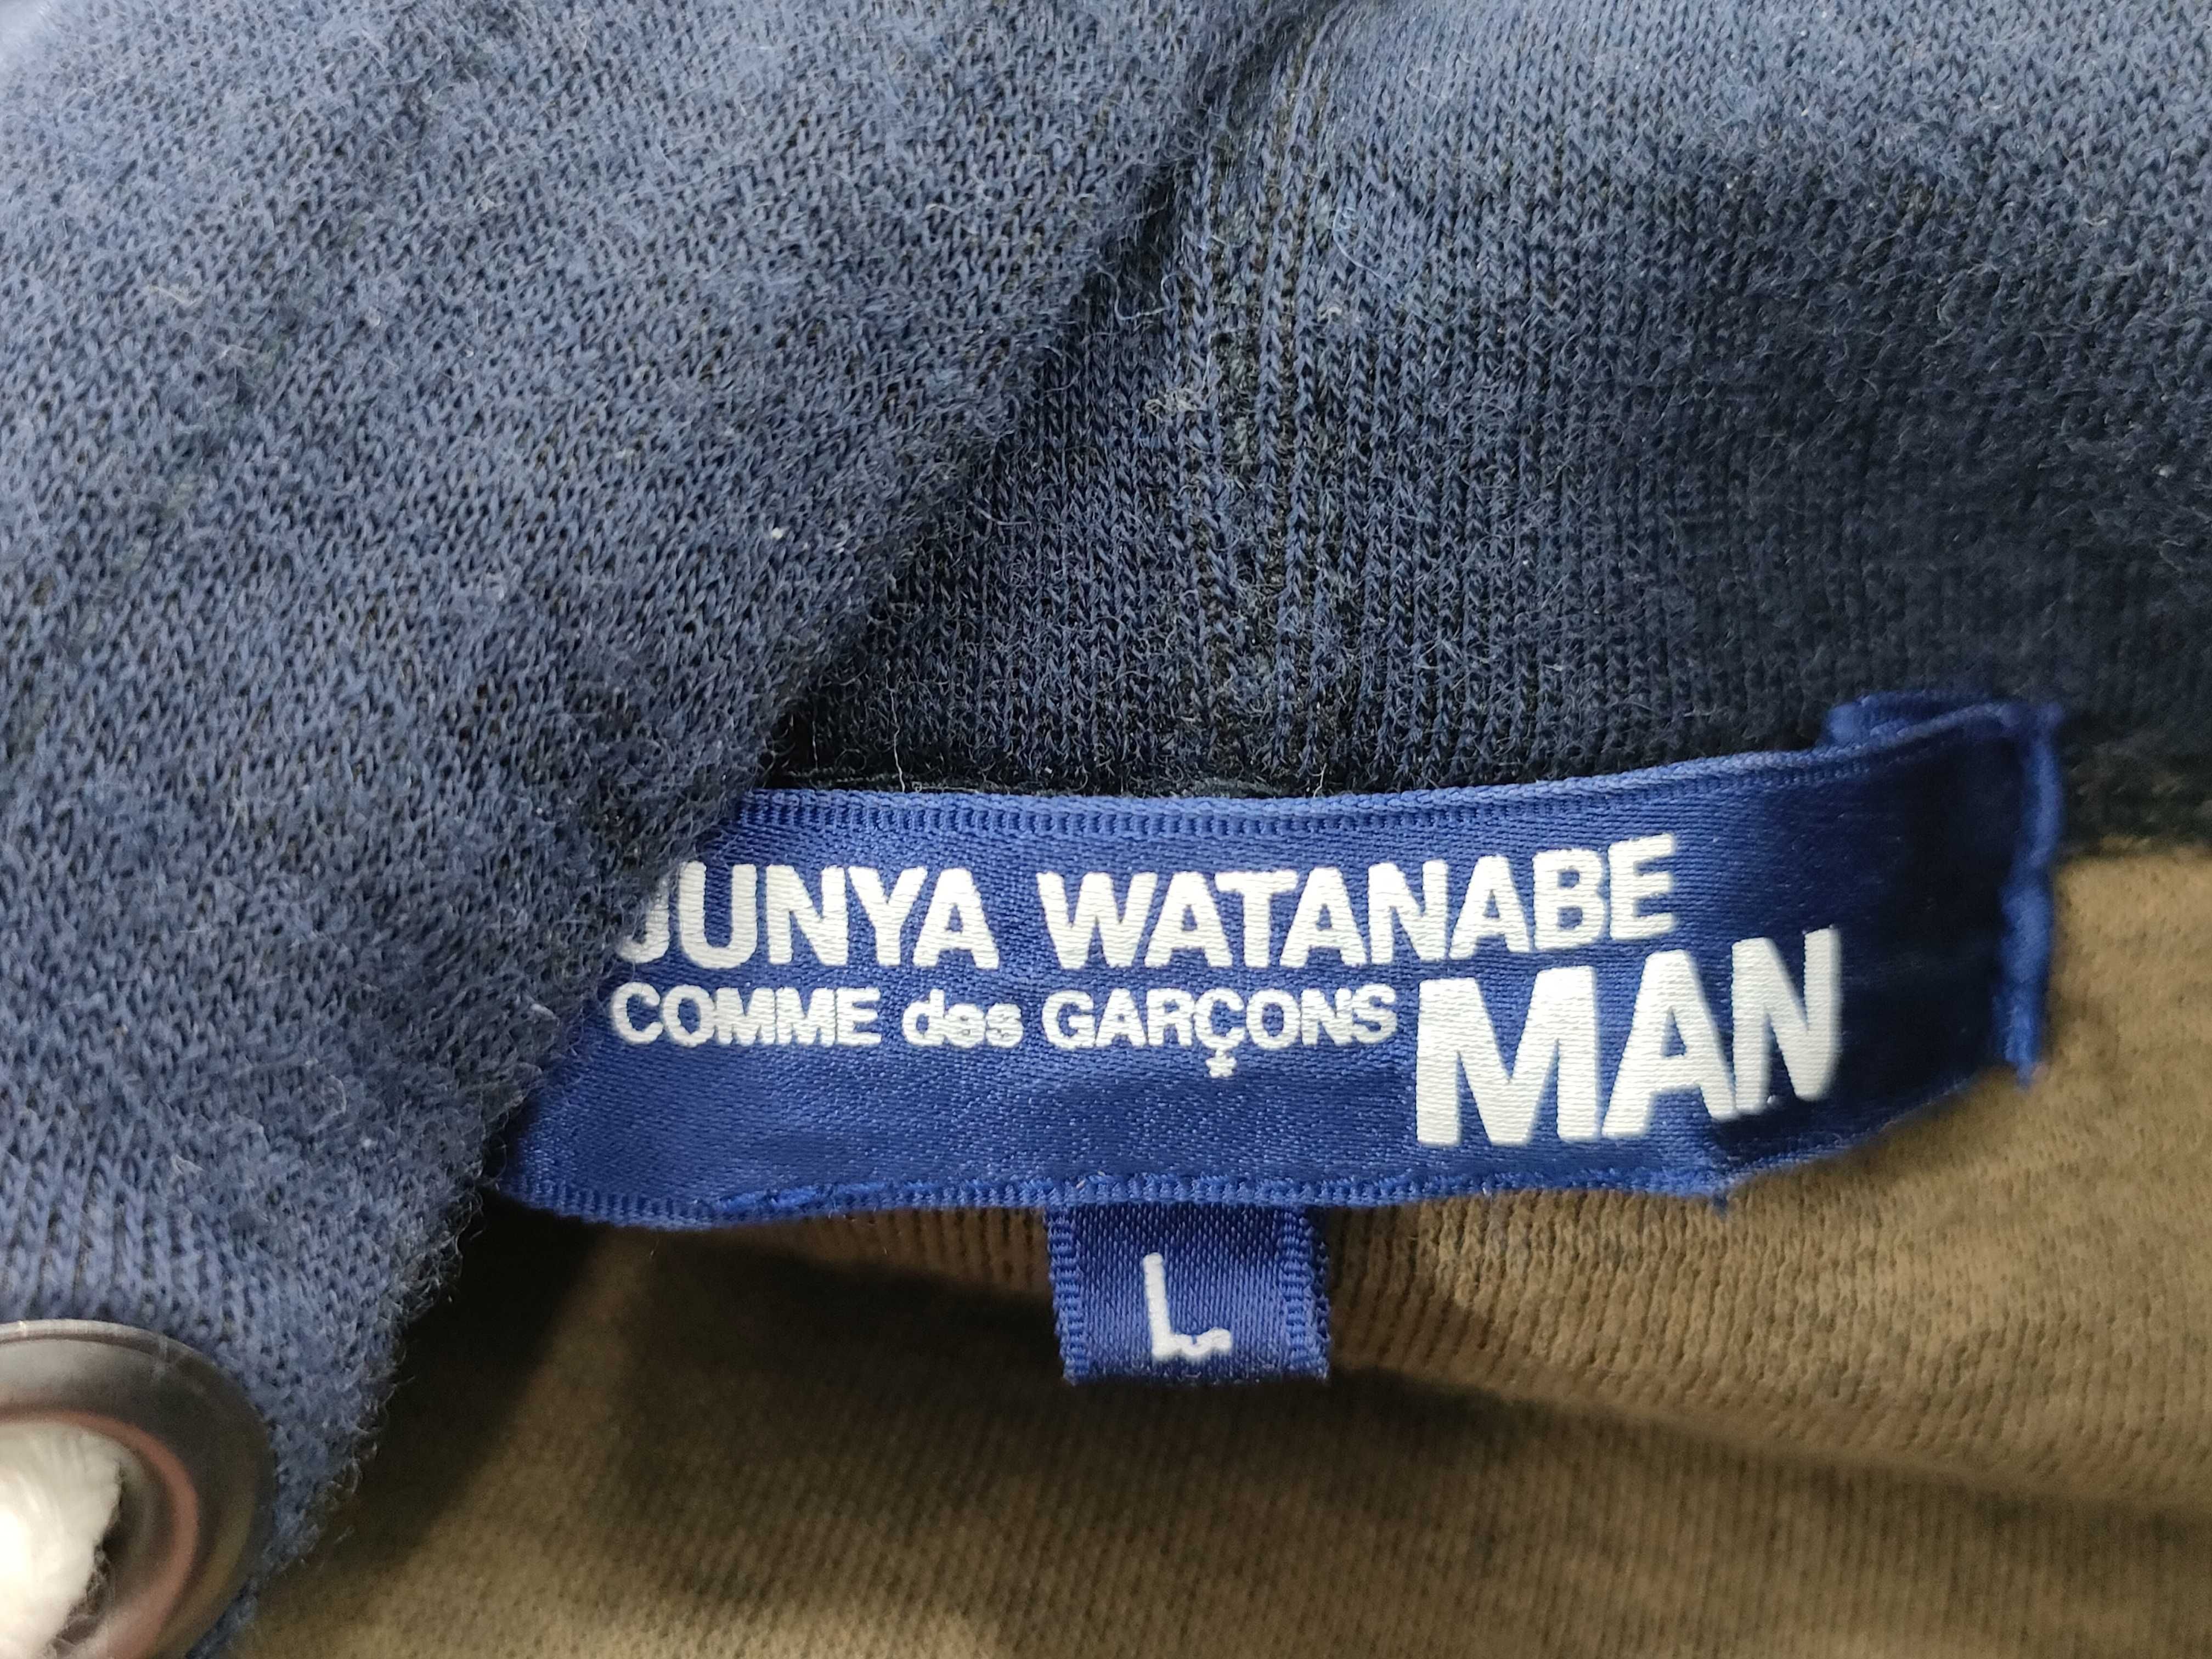 JUNYA WATANABE
COMME des GARÇONS MAN
L